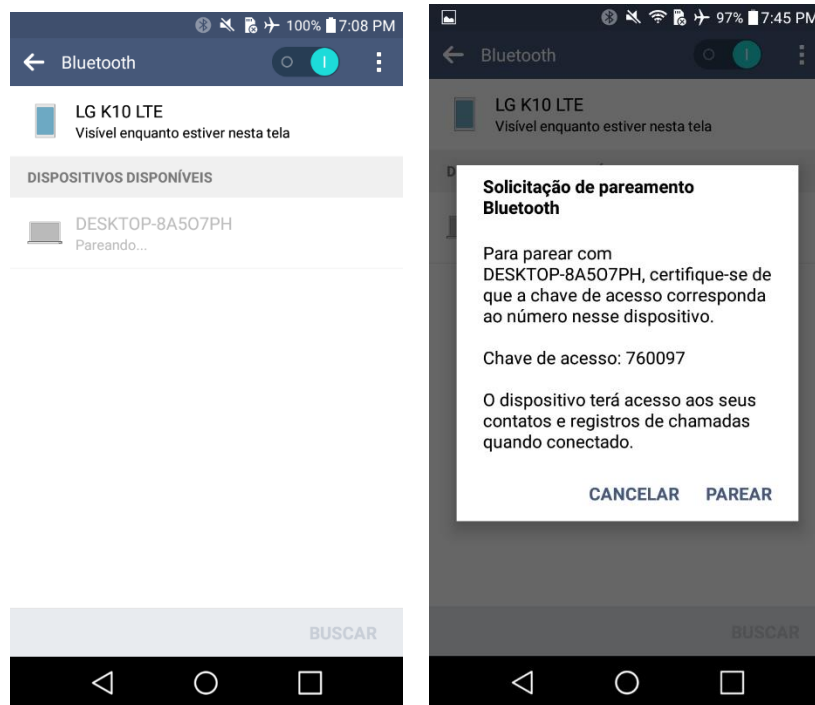 100% 7:08 PM
Bluetooth
LG K10 LTE
Visível enquanto estiver nesta tela
DISPOSITIVOS DISPONÍVEIS
DESKTOP-8A5O7PH
Pareando...
BUSCAR
97% 7:45 PM
Bluetooth
LG K10 LTE
Visível enquanto estiver nesta tela
D
Solicitação de pareamento
Bluetooth
Para parear com
DESKTOP-8A5O7PH, certifique-se de
que a chave de acesso corresponda
ao número nesse dispositivo.
Chave de acesso: 760097
O dispositivo terá acesso aos seus
contatos e registros de chamadas
quando conectado.
CANCELAR PAREAR
BUSCAR